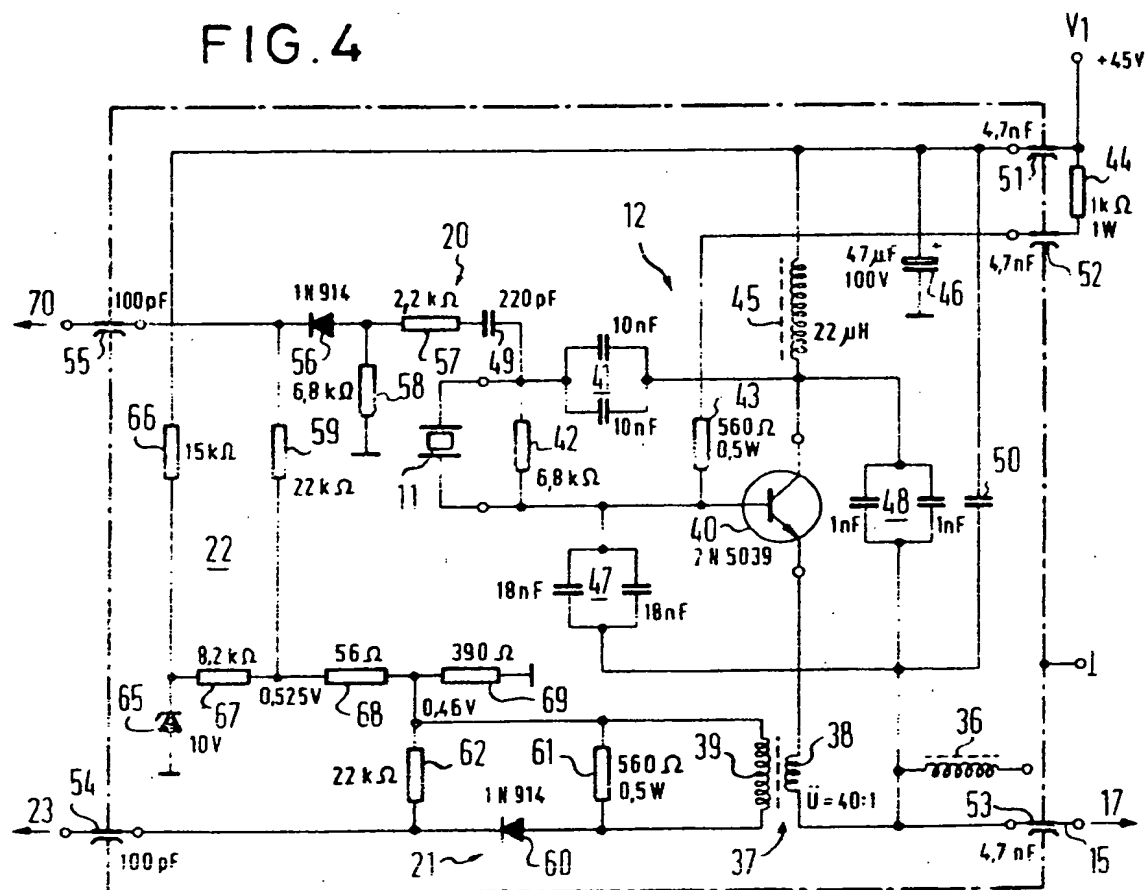 FIG.4
V1
+45V
4,7nF
51
44
1kΩ
1W
12
20
47µF
100V
46
4,7nF
52
70
100pF
55
1N914
56
2,2kΩ
57
220pF
49
45
22µH
10nF
41
10nF
6,8kΩ
58
43
560Ω
0,5W
66
15kΩ
59
22kΩ
11
42
6,8kΩ
50
1nF
48
1nF
40
2N5039
22
18nF
47
18nF
8,2kΩ
67
0,525V
56Ω
68
390Ω
69
0,46V
65
10V
62
22kΩ
61
560Ω
0,5W
39
38
36
Ü=40:1
53
17
54
23
100pF
1N914
21
60
37
4,7nF
15